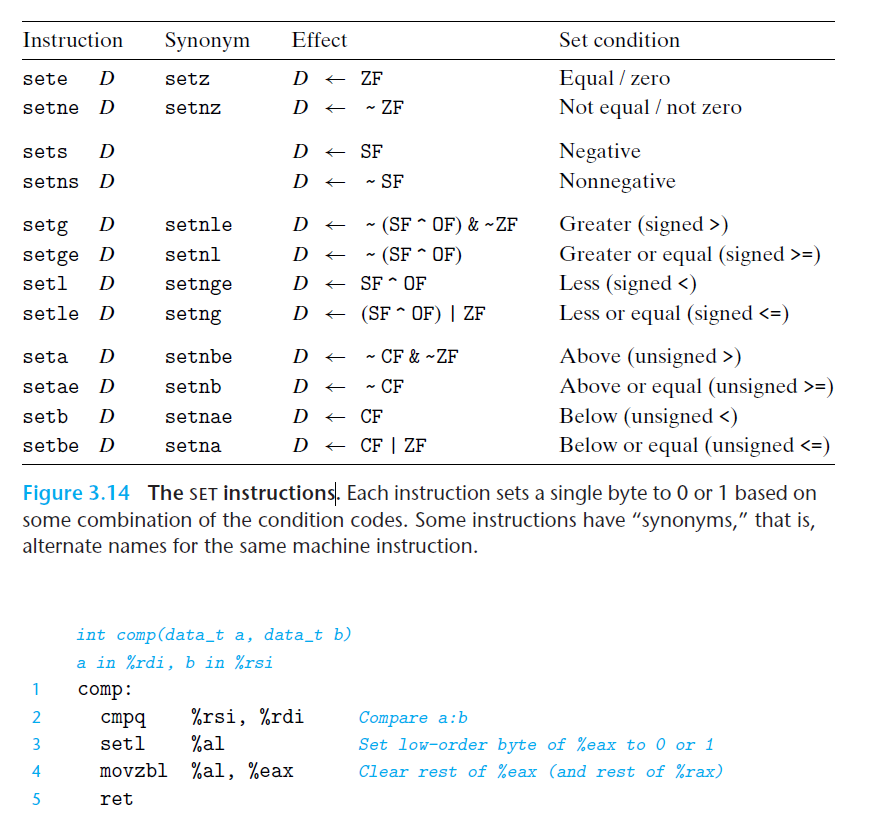 Instruction Synonym Effect Set condition
sete D setz D ← ZF Equal / zero
setne D setnz D ← ~ ZF Not equal / not zero
sets D D ← SF Negative
setns D D ← ~ SF Nonnegative
setg D setnle D ← ~ (SF ^ OF) & ~ZF Greater (signed >)
setge D setnl D ← ~ (SF ^ OF) Greater or equal (signed >=)
setl D setnge D ← SF ^ OF Less (signed <)
setle D setng D ← (SF ^ OF) | ZF Less or equal (signed <=)
seta D setnbe D ← ~ CF & ~ZF Above (unsigned >)
setae D setnb D ← ~ CF Above or equal (unsigned >=)
setb D setnae D ← CF Below (unsigned <)
setbe D setna D ← CF | ZF Below or equal (unsigned <=)
Figure 3.14 The SET instructions. Each instruction sets a single byte to 0 or 1 based on
some combination of the condition codes. Some instructions have “synonyms,” that is,
alternate names for the same machine instruction.
int comp(data_t a, data_t b)
a in %rdi, b in %rsi
1 comp:
2 cmpq %rsi, %rdi Compare a:b
3 setl %al Set low-order byte of %eax to 0 or 1
4 movzbl %al, %eax Clear rest of %eax (and rest of %rax)
5 ret